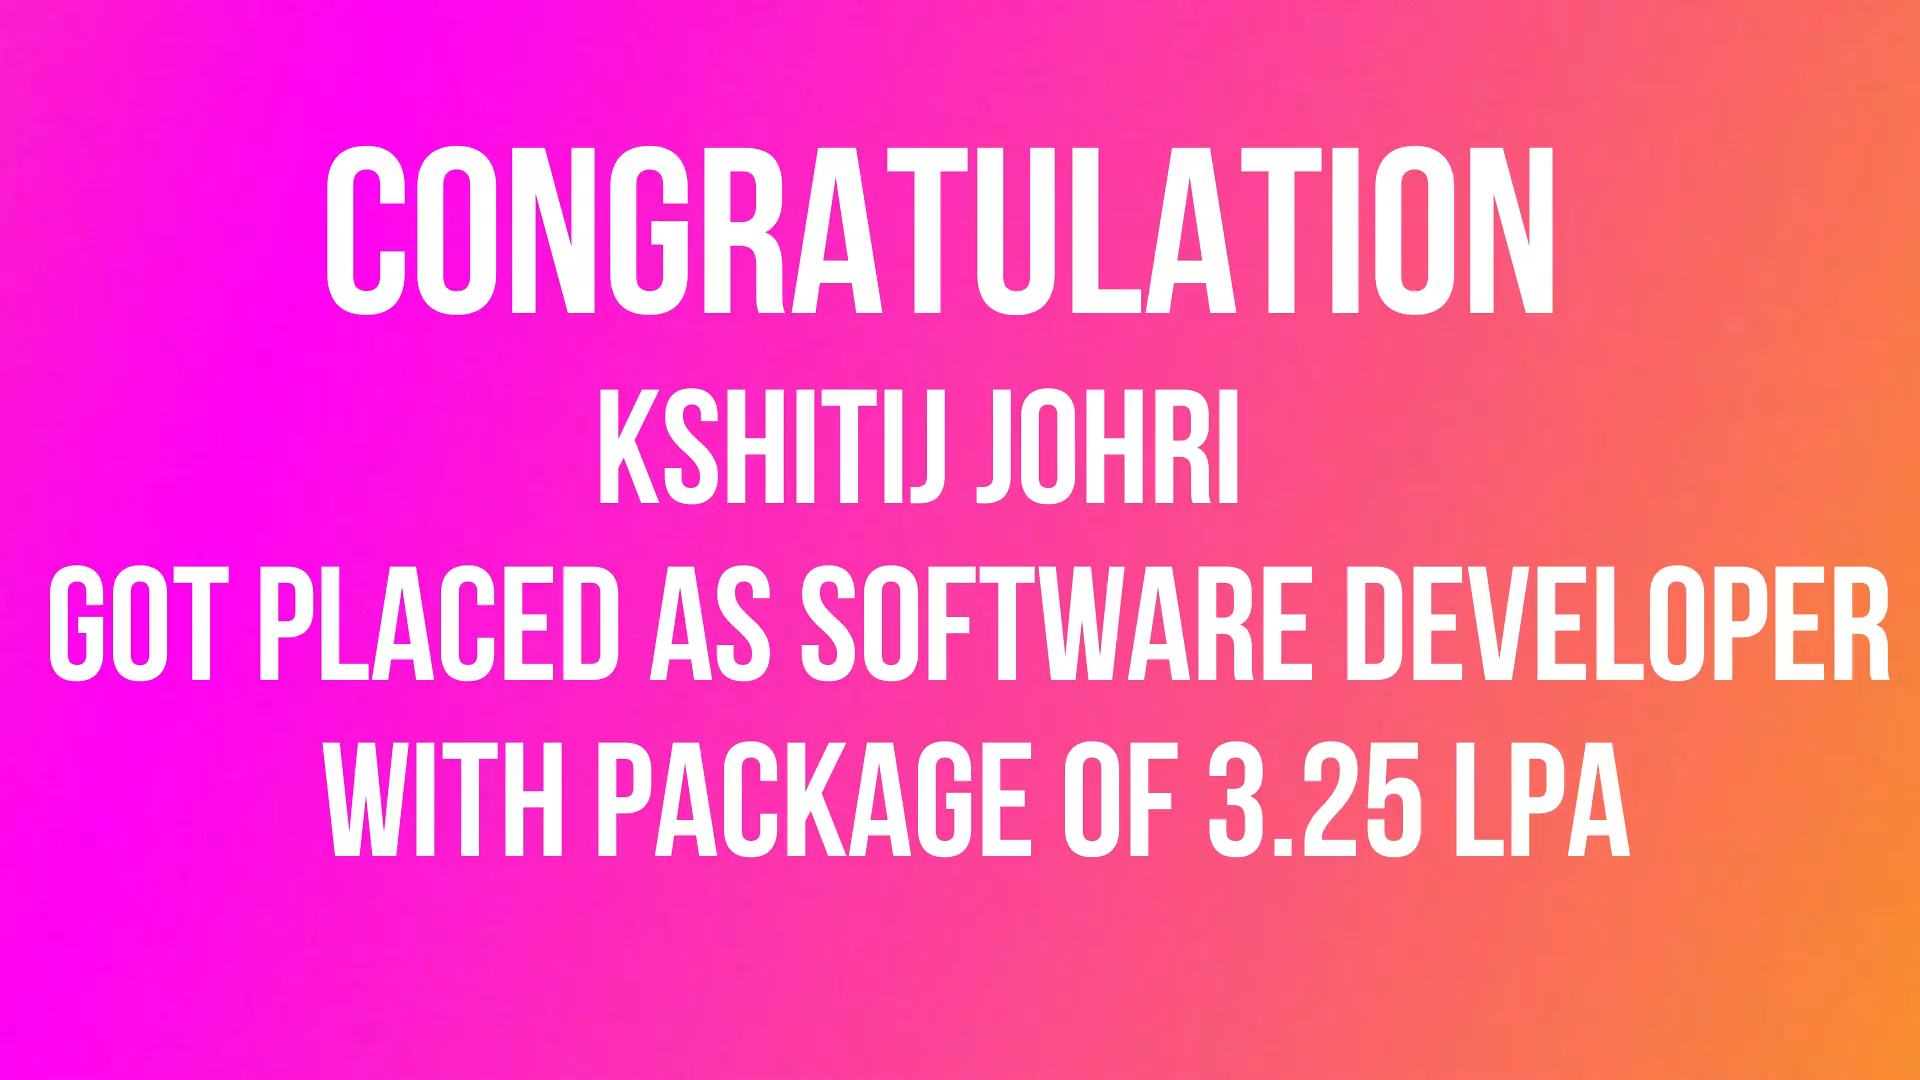 CONGRATULATION
KSHITIJ JOHRI
GOT PLACED AS SOFTWARE DEVELOPER
WITH PACKAGE OF 3.25 LPA